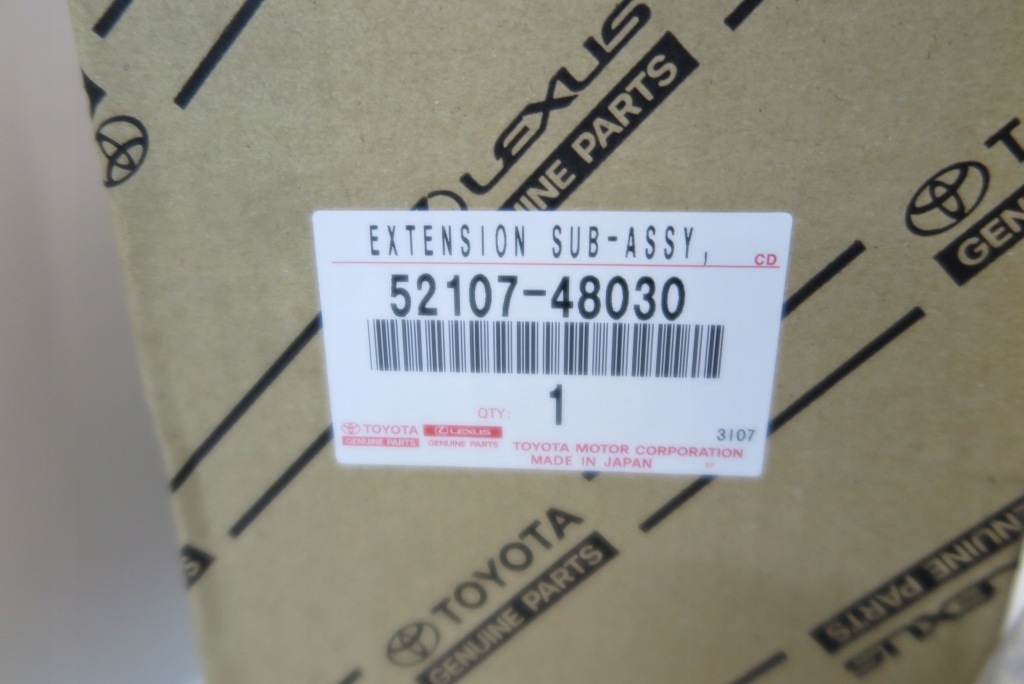 LEXUS
GENUINE PARTS
EXTENSION SUB-ASSY,
CD
52107-48030
QTY: 1
TOYOTA LEXUS
GENUINE PARTS GENUINE PARTS
3107
TOYOTA MOTOR CORPORATION
MADE IN JAPAN
TOYOTA
GENUINE PARTS
GENUINE PARTS
LEXUS